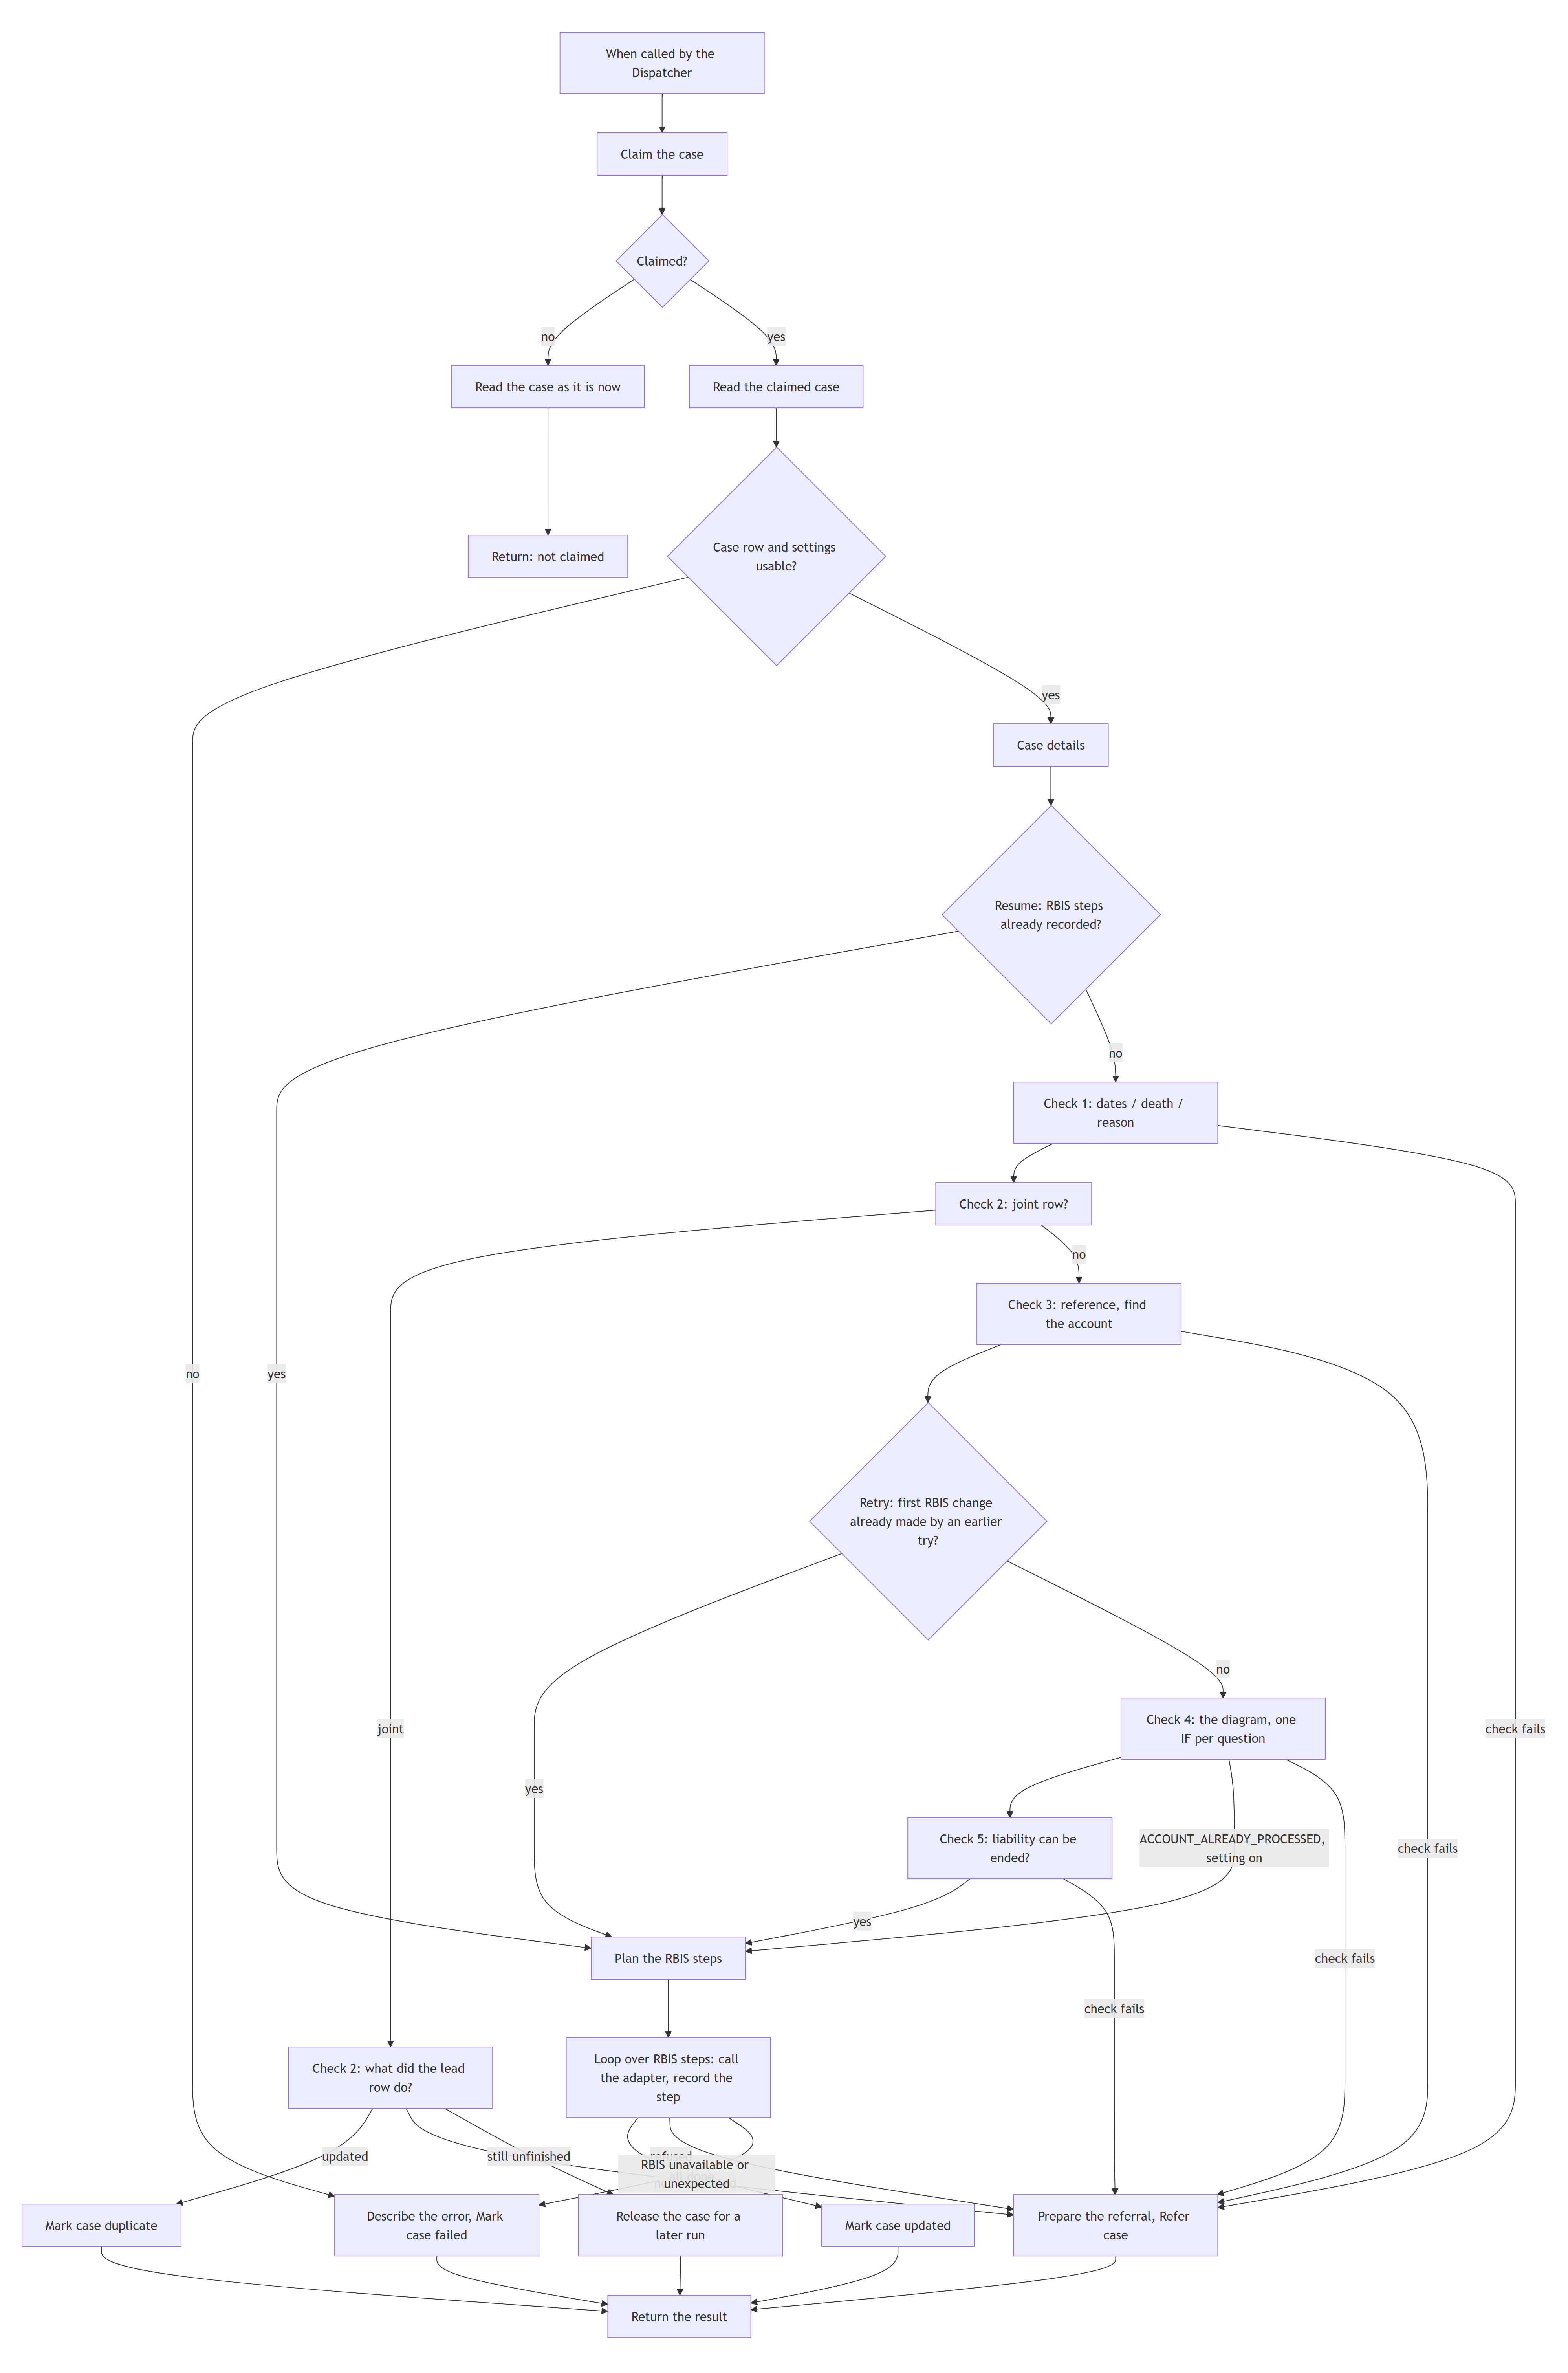 When called by the
Dispatcher
Claim the case
Claimed?
no
yes
Read the case as it is now
Read the claimed case
Case row and settings
usable?
Return: not claimed
yes
Case details
Resume: RBIS steps
already recorded?
no
Check 1: dates / death /
reason
Check 2: joint row?
no
Check 3: reference, find
the account
no
yes
Retry: first RBIS change
already made by an earlier
try?
no
joint
Check 4: the diagram, one
IF per question
check fails
yes
Check 5: liability can be
ended?
ACCOUNT_ALREADY_PROCESSED,
setting on
check fails
yes
Plan the RBIS steps
check fails
check fails
Check 2: what did the lead
row do?
Loop over RBIS steps: call
the adapter, record the
step
updated
still unfinished
refused
RBIS unavailable or
unexpected
all done
Mark case duplicate
Describe the error, Mark
case failed
Release the case for a
later run
Mark case updated
Prepare the referral, Refer
case
Return the result